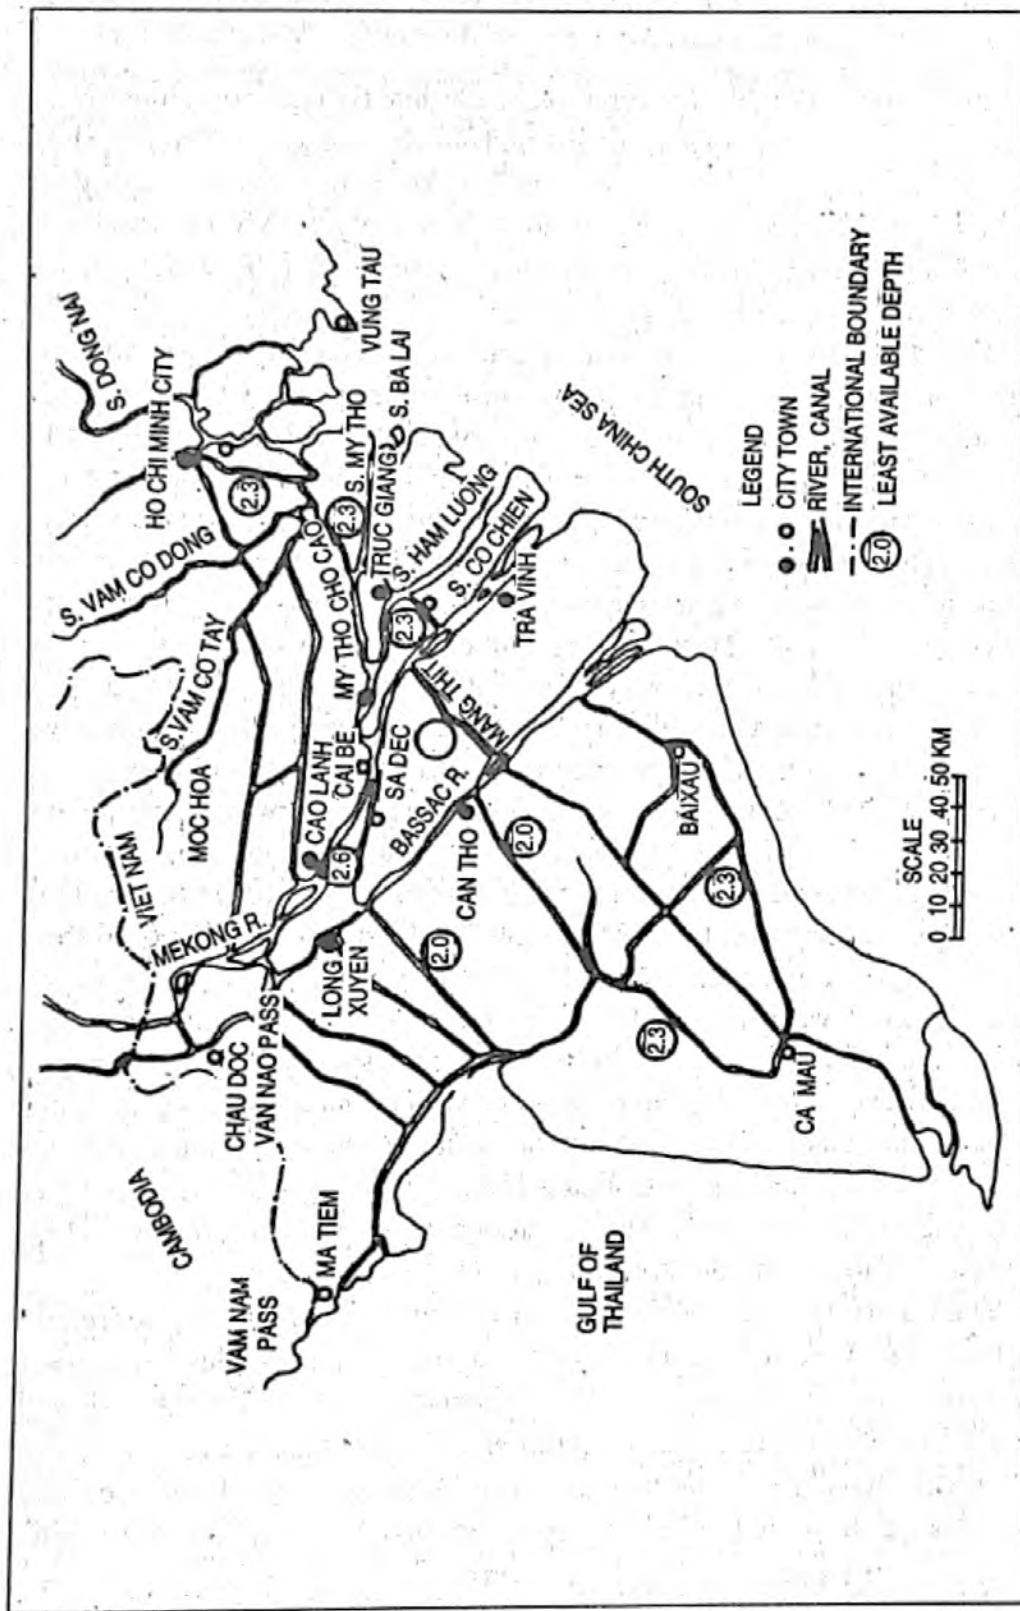 S. DONG NAI
HO CHI MINH CITY
VUNG TAU
S. VAM CO DONG
2.3
S. BA LAI
S. MY THO
2.3
TRUC GIANG
MY THO CHO CAO
S. HAM LUONG
S. CO CHIEN
2.3
TRA VINH
SOUTH CHINA SEA
S.VAM CO TAY
MOC HOA
VIET NAM
CAO LANH
CAI BE
SA DEC
MANG THIT
2.6
BASSAC R.
CAN THO
2.0
BAIXAU
2.3
MEKONG R.
LONG
XUYEN
2.0
2.3
CA MAU
CHAU DOC
VAN NAO PASS
CAMBODIA
MA TIEM
VAM NAM
PASS
GULF OF
THAILAND
LEGEND
CITY TOWN
RIVER, CANAL
INTERNATIONAL BOUNDARY
2.0 LEAST AVAILABLE DEPTH
SCALE
0 10 20 30 40 50 KM